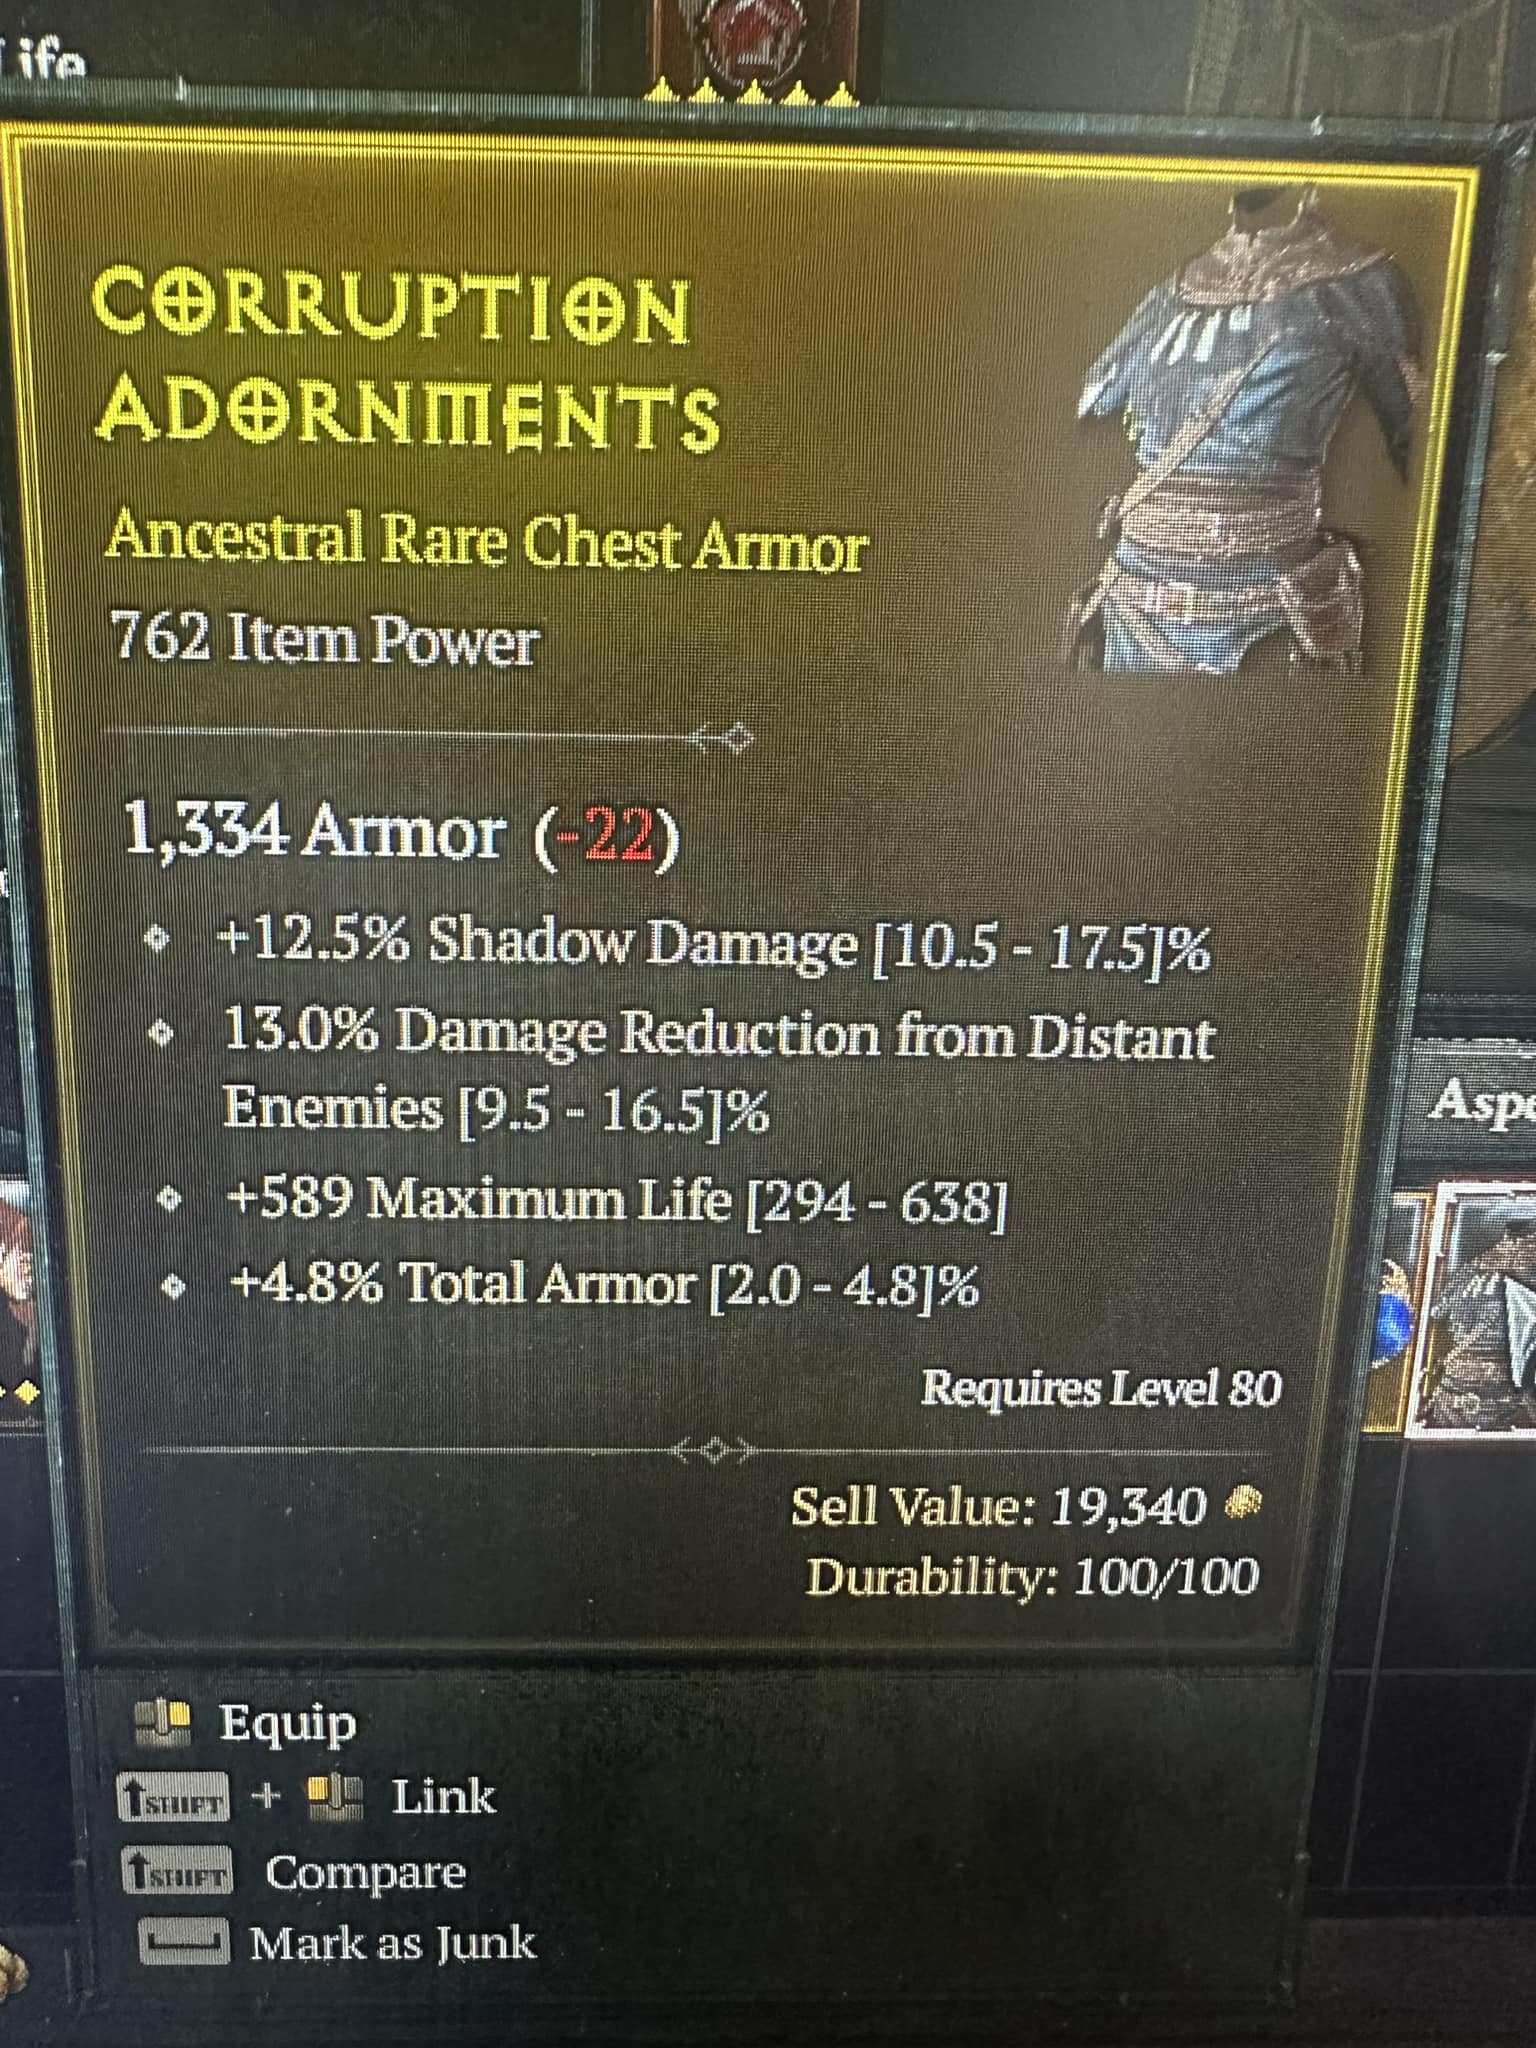 Life
CORRUPTION
ADORNMENTS
Ancestral Rare Chest Armor
762 Item Power
1,334 Armor (-22)
+12.5% Shadow Damage [10.5 - 17.5]%
13.0% Damage Reduction from Distant
Enemies [9.5 - 16.5]%
+589 Maximum Life [294 - 638]
+4.8% Total Armor [2.0 - 4.8]%
Requires Level 80
Sell Value: 19,340
Durability: 100/100
Equip
SHIFT + Link
SHIFT Compare
Mark as Junk